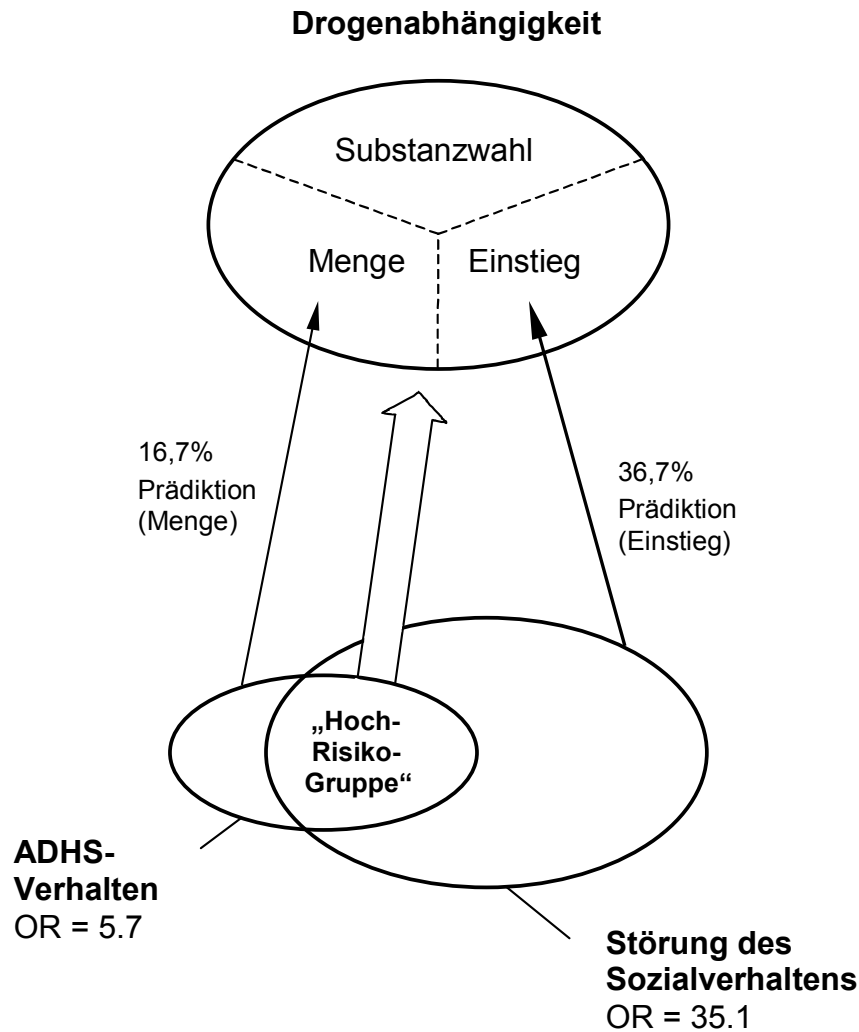 Drogenabhängigkeit
Substanzwahl
Menge
Einstieg
16,7%
Prädiktion
(Menge)
36,7%
Prädiktion
(Einstieg)
„Hoch-
Risiko-
Gruppe“
ADHS-
Verhalten
OR = 5.7
Störung des
Sozialverhaltens
OR = 35.1